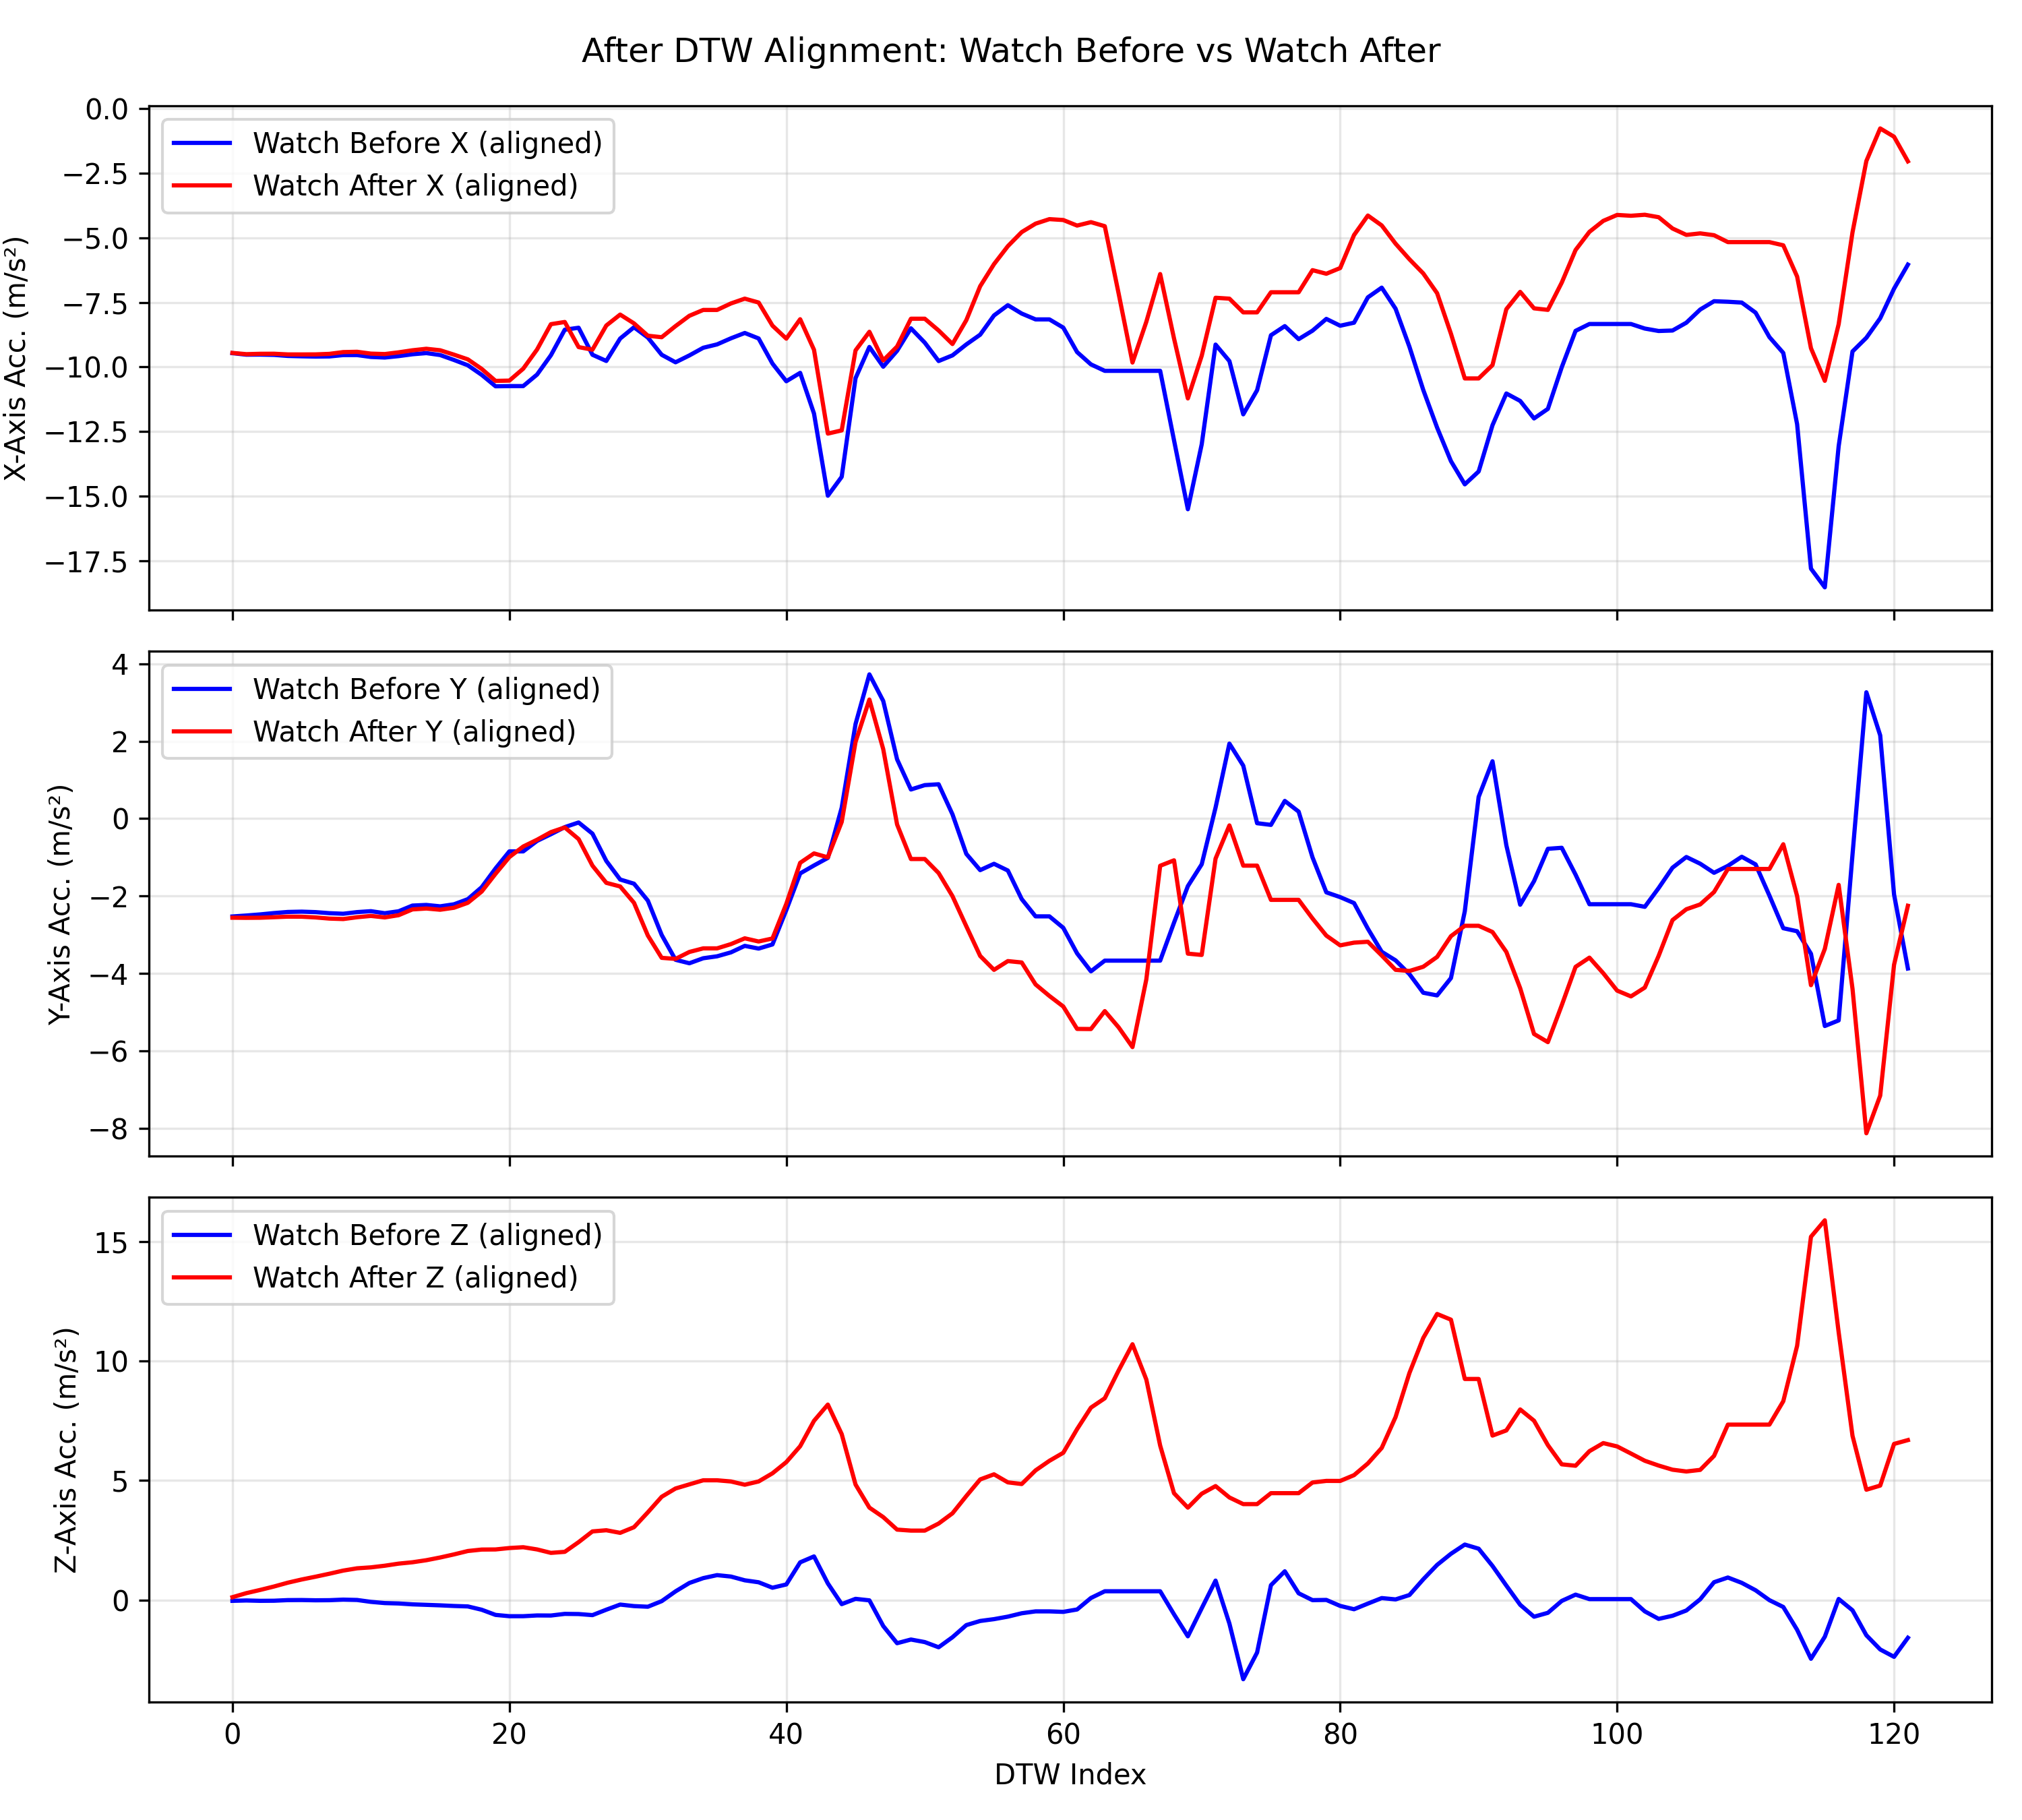 After DTW Alignment: Watch Before vs Watch After
X-Axis Acc. (m/s²)
0.0
−2.5
−5.0
−7.5
−10.0
−12.5
−15.0
−17.5
Watch Before X (aligned)
Watch After X (aligned)
Y-Axis Acc. (m/s²)
4
2
0
−2
−4
−6
−8
Watch Before Y (aligned)
Watch After Y (aligned)
Z-Axis Acc. (m/s²)
15
10
5
0
Watch Before Z (aligned)
Watch After Z (aligned)
0 20 40 60 80 100 120
DTW Index